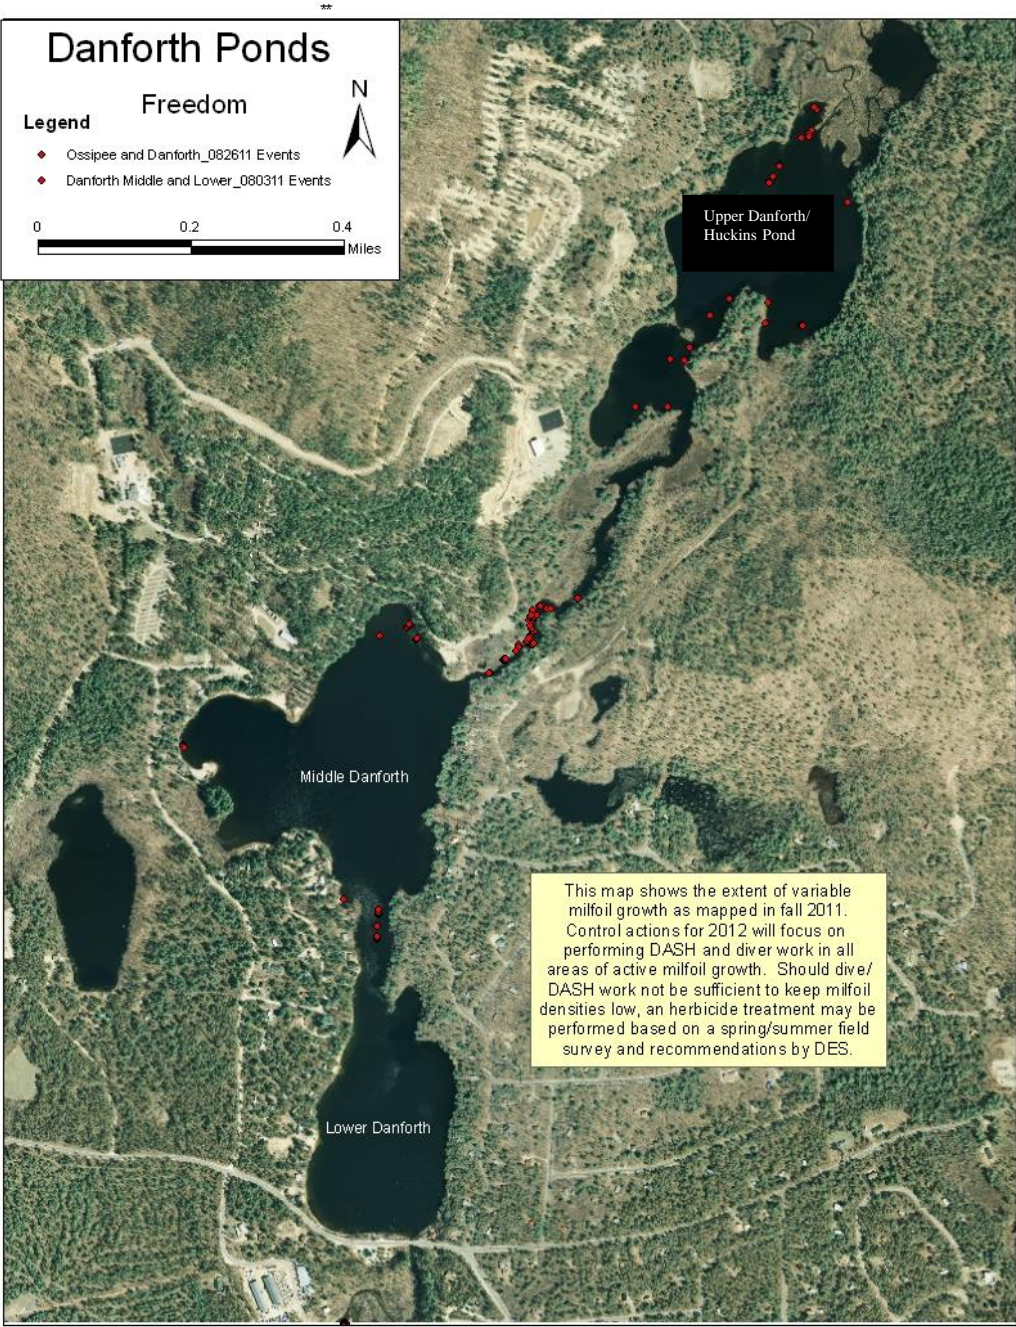 **
Danforth Ponds
Freedom
N
Legend
Ossipee and Danforth_082611 Events
Danforth Middle and Lower_080311 Events
0 0.2 0.4
Miles
Upper Danforth/
Huckins Pond
Middle Danforth
This map shows the extent of variable
milfoil growth as mapped in fall 2011.
Control actions for 2012 will focus on
performing DASH and diver work in all
areas of active milfoil growth. Should dive/
DASH work not be sufficient to keep milfoil
densities low, an herbicide treatment may be
performed based on a spring/summer field
survey and recommendations by DES.
Lower Danforth